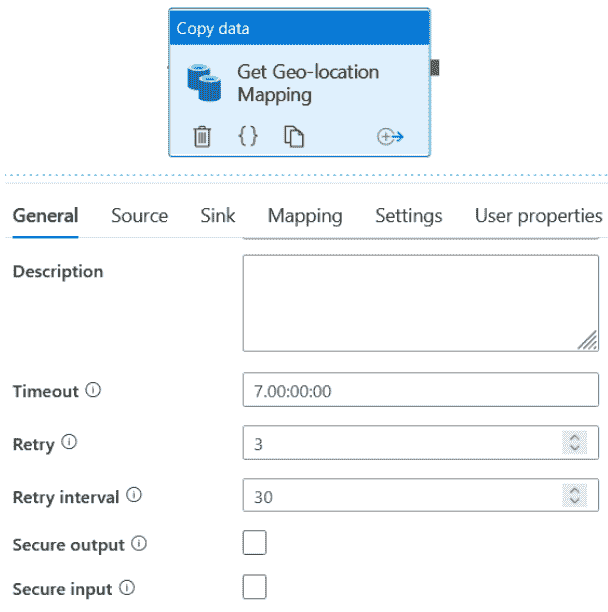 Copy data
Get Geo-location
Mapping
{}
General Source Sink Mapping Settings User properties
Description
Timeout 7.00:00:00
Retry 3
Retry interval 30
Secure output
Secure input